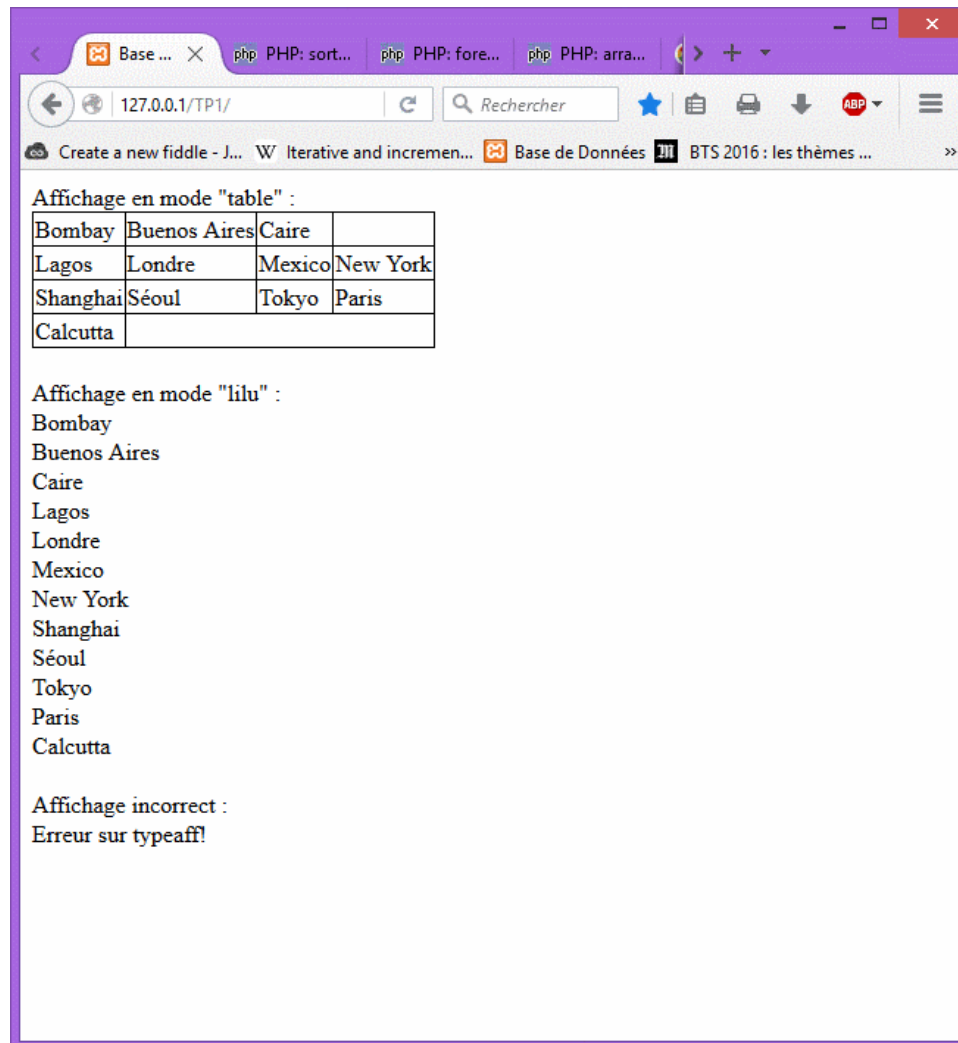 Base ... PHP: sort... PHP: fore... PHP: arra...
127.0.0.1/TP1/ Rechercher ABP
Create a new fiddle - J... W Iterative and incremen... Base de Données BTS 2016 : les thèmes ...
Affichage en mode "table" :
Bombay Buenos Aires Caire
Lagos Londre Mexico New York
Shanghai Séoul Tokyo Paris
Calcutta
Affichage en mode "lilu" :
Bombay
Buenos Aires
Caire
Lagos
Londre
Mexico
New York
Shanghai
Séoul
Tokyo
Paris
Calcutta
Affichage incorrect :
Erreur sur typeaff!